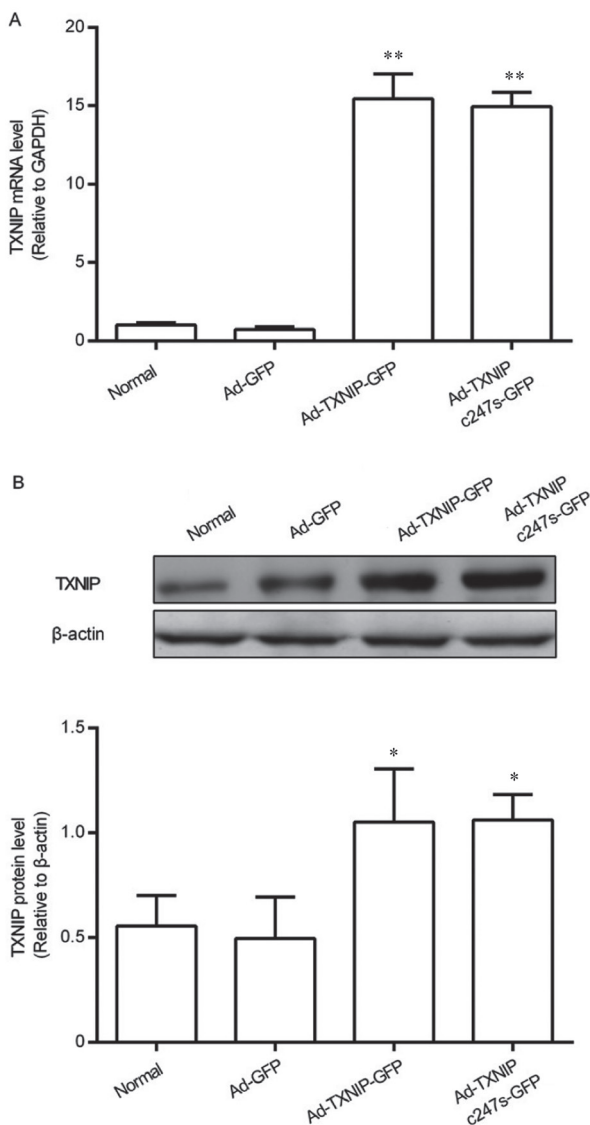 A
TXNIP mRNA level
(Relative to GAPDH)
20
15
10
5
0
**
**
Normal
Ad-GFP
Ad-TXNIP-GFP
Ad-TXNIP
c247s-GFP
B
Normal
Ad-GFP
Ad-TXNIP-GFP
Ad-TXNIP
c247s-GFP
TXNIP
β-actin
TXNIP protein level
(Relative to β-actin)
1.5
1.0
0.5
0
*
*
Normal
Ad-GFP
Ad-TXNIP-GFP
Ad-TXNIP
c247s-GFP